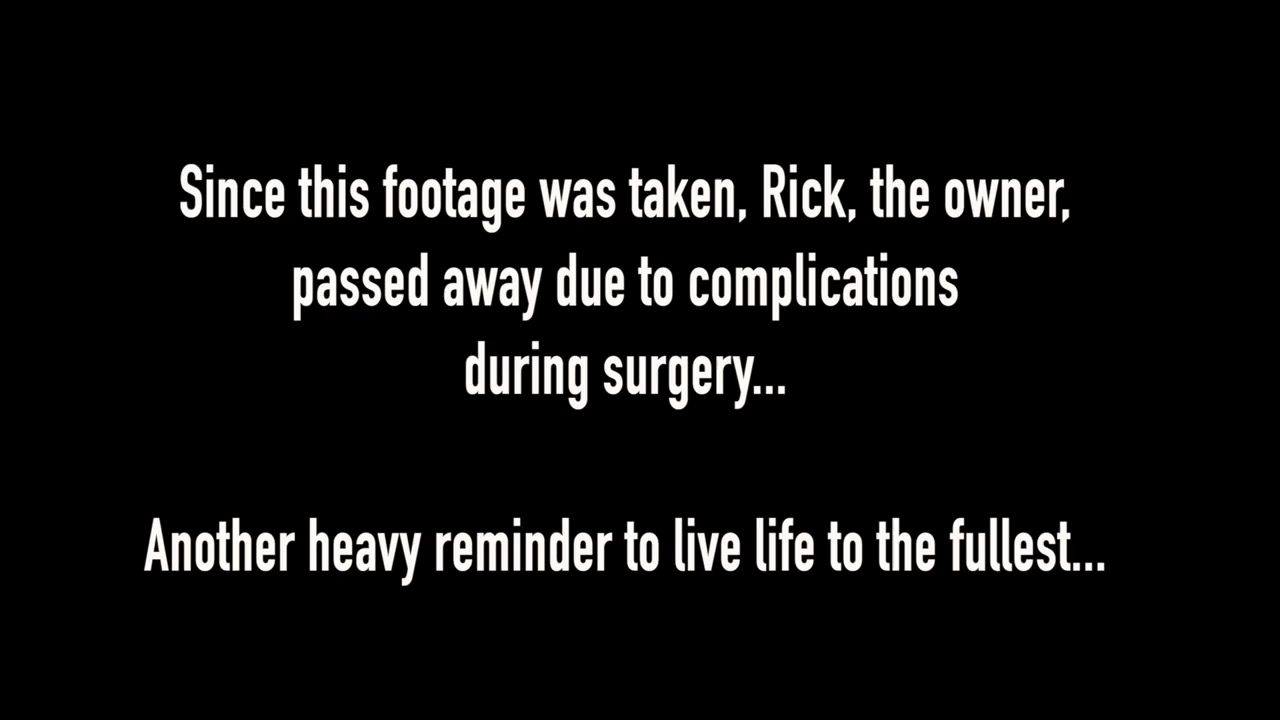 Since this footage was taken, Rick, the owner,
passed away due to complications
during surgery...
Another heavy reminder to live life to the fullest...